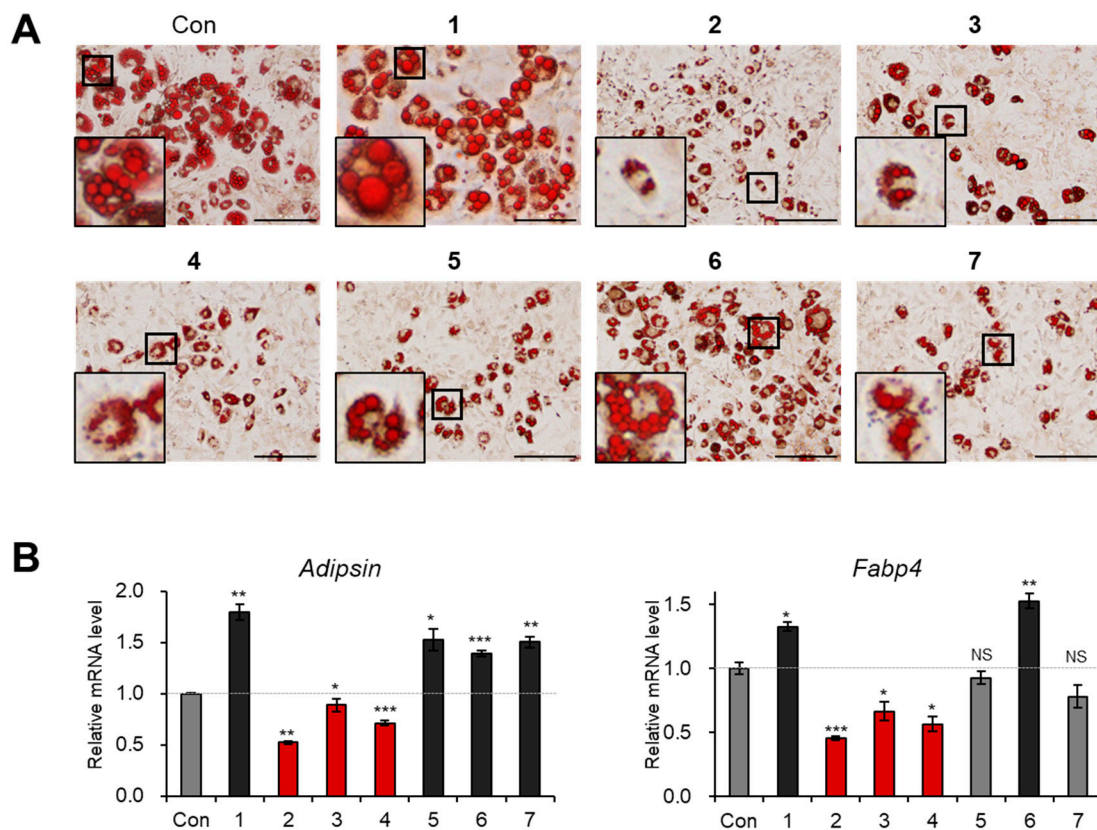 A
Con 1 2 3
4 5 6 7
B
Adipsin
Relative mRNA level
2.0
1.5
1.0
0.5
0.0
** ** * *** * *** **
Con 1 2 3 4 5 6 7
Fabp4
Relative mRNA level
1.5
1.0
0.5
0.0
* *** * * NS ** NS
Con 1 2 3 4 5 6 7